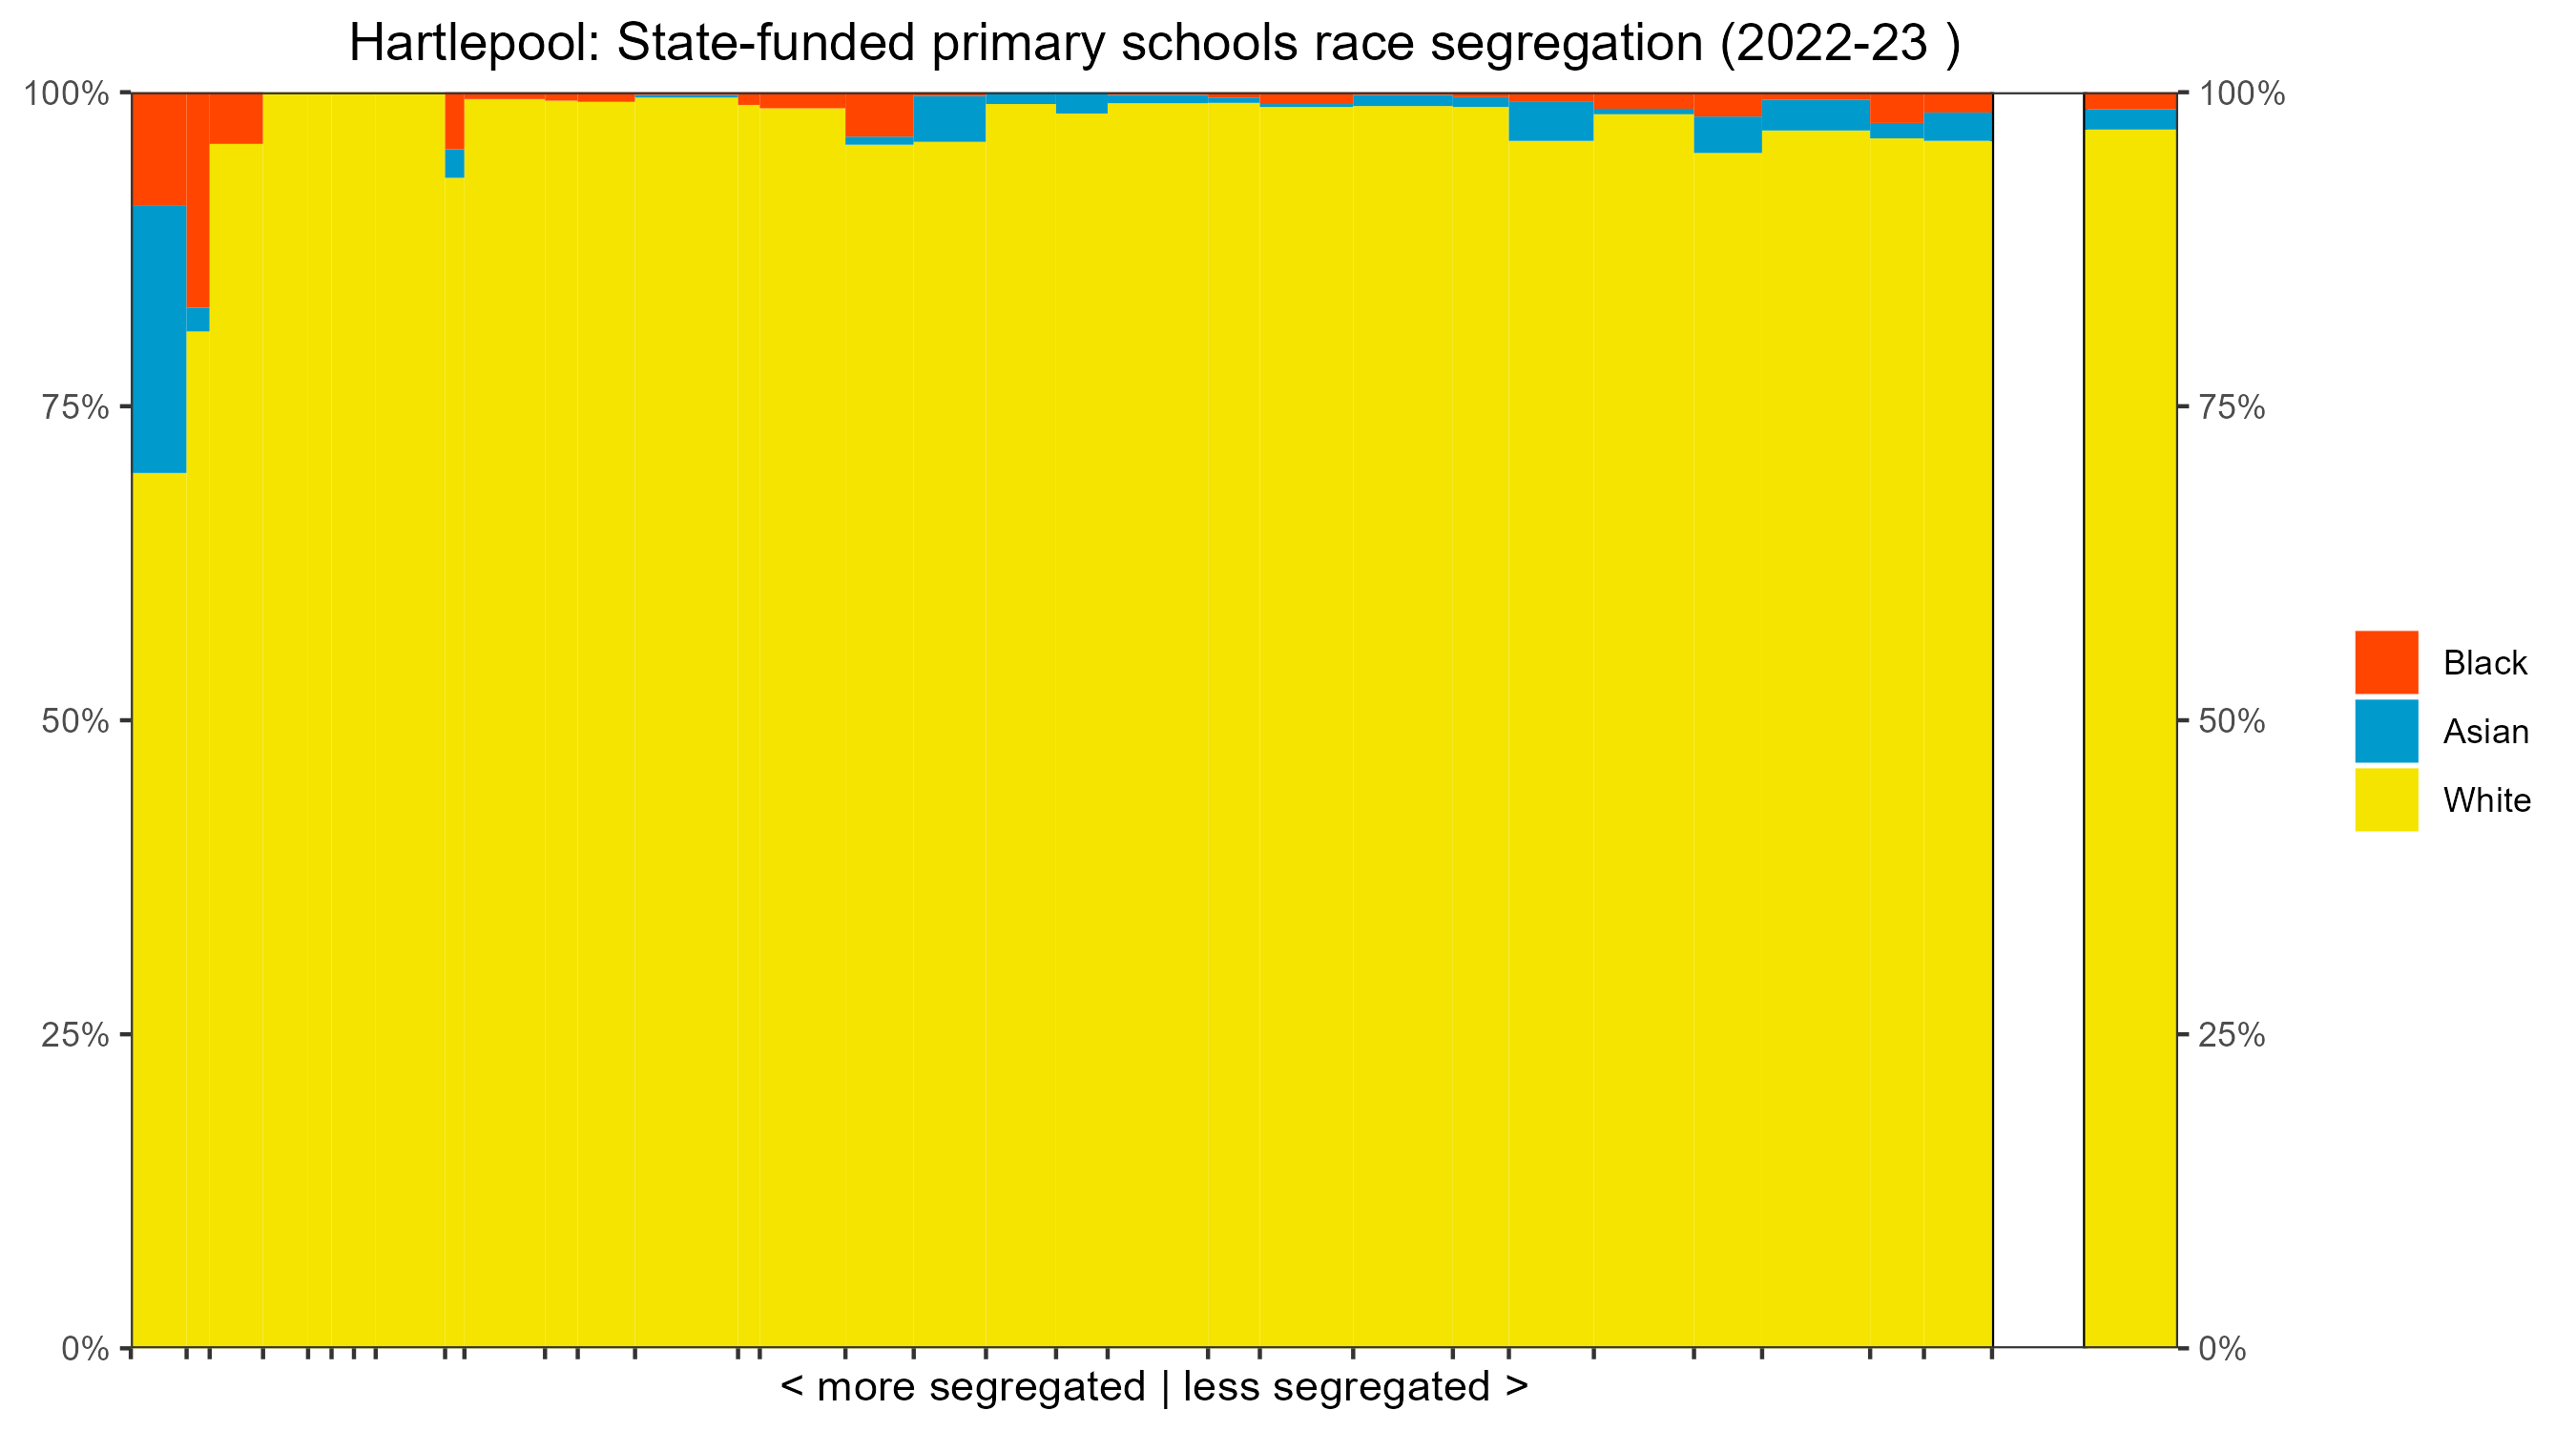 Hartlepool: State-funded primary schools race segregation (2022-23 )
100%
75%
50%
25%
0%
100%
75%
50%
25%
0%
Black
Asian
White
< more segregated | less segregated >